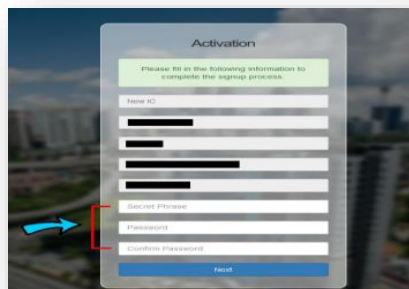 Activation
Please fill in the following information to
complete the signup process.
New IC
Secret Phrase
Password
Confirm Password
Next